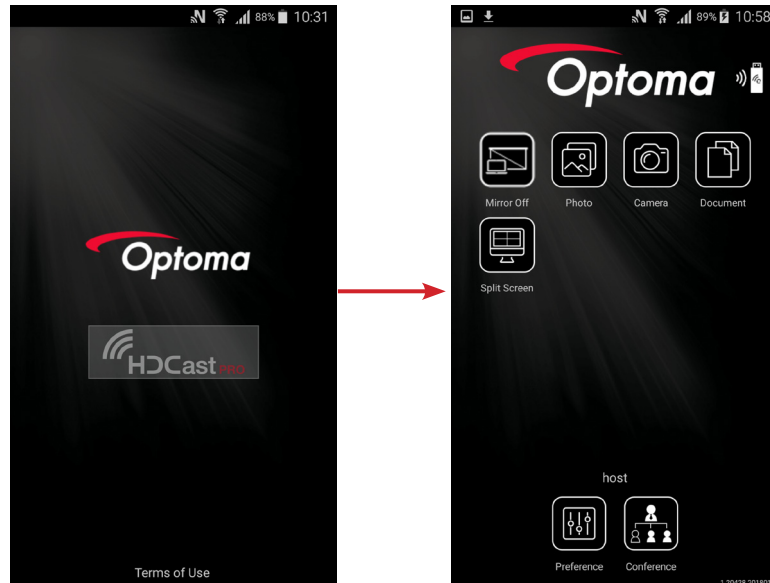 88% 10:31
Optoma
HDCast PRO
Terms of Use
89% 10:58
Optoma
Mirror Off Photo Camera Document
Split Screen
host
Preference Conference